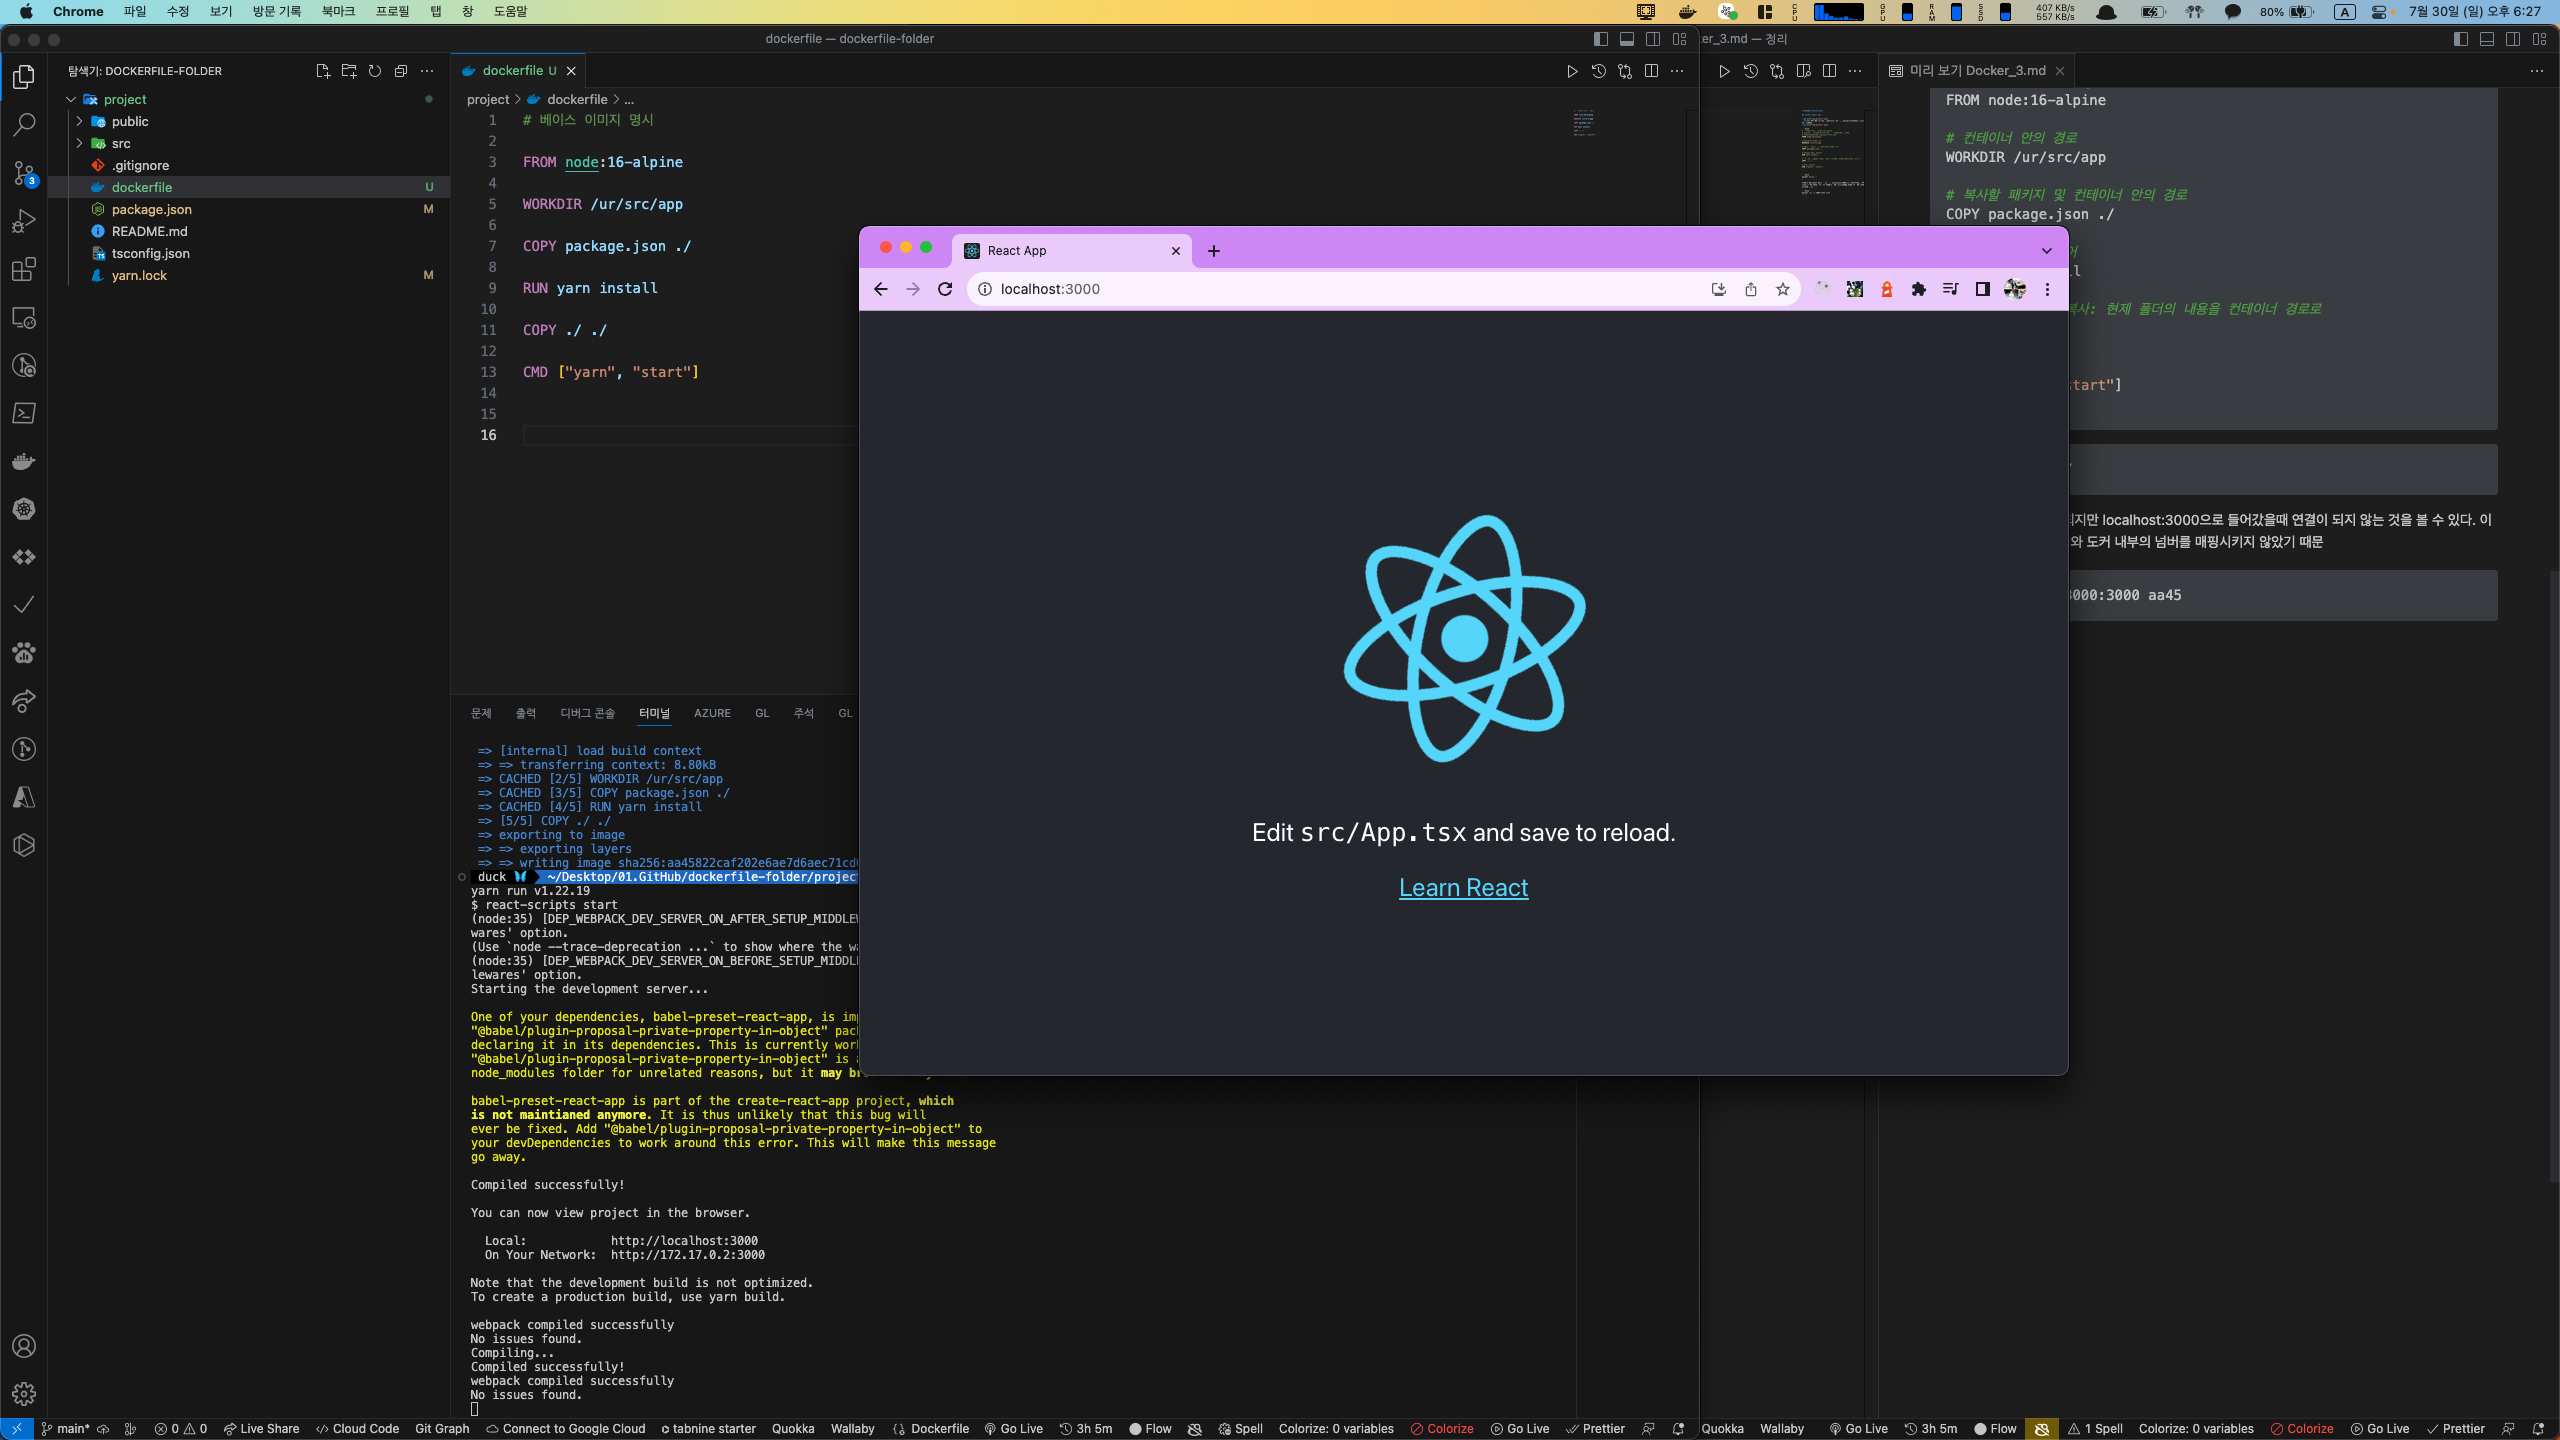 Chrome 파일 수정 보기 방문 기록 북마크 프로필 탭 창 도움말
407 KB/s
557 KB/s
80%
A
7월 30일 (일) 오후 6:27
dockerfile — dockerfile-folder
er_3.md — 정리
탐색기: DOCKERFILE-FOLDER
project
public
src
.gitignore
dockerfile U
package.json M
README.md
tsconfig.json
yarn.lock M
3
dockerfile U
project > dockerfile > ...
1 # 베이스 이미지 명시
2
3 FROM node:16-alpine
4
5 WORKDIR /ur/src/app
6
7 COPY package.json ./
8
9 RUN yarn install
10
11 COPY ./ ./
12
13 CMD ["yarn", "start"]
14
15
16
미리 보기 Docker_3.md
FROM node:16-alpine
# 컨테이너 안의 경로
WORKDIR /ur/src/app
# 복사할 패키지 및 컨테이너 안의 경로
COPY package.json ./
어
l
복사: 현제 폴더의 내용을 컨테이너 경로로
tart"]
지만 localhost:3000으로 들어갔을때 연결이 되지 않는 것을 볼 수 있다. 이
와 도커 내부의 넘버를 매핑시키지 않았기 때문
000:3000 aa45
React App
localhost:3000
Edit src/App.tsx and save to reload.
Learn React
문제 출력 디버그 콘솔 터미널 AZURE GL 주석 GL
=> [internal] load build context
=> => transferring context: 8.80kB
=> CACHED [2/5] WORKDIR /ur/src/app
=> CACHED [3/5] COPY package.json ./
=> CACHED [4/5] RUN yarn install
=> [5/5] COPY ./ ./
=> exporting to image
=> => exporting layers
=> => writing image sha256:aa45822caf202e6ae7d6aec71cd
duck ~/Desktop/01.GitHub/dockerfile-folder/project
yarn run v1.22.19
$ react-scripts start
(node:35) [DEP_WEBPACK_DEV_SERVER_ON_AFTER_SETUP_MIDDLEW
wares' option.
(Use `node --trace-deprecation ...` to show where the wa
(node:35) [DEP_WEBPACK_DEV_SERVER_ON_BEFORE_SETUP_MIDDL
lewares' option.
Starting the development server...
One of your dependencies, babel-preset-react-app, is im
"@babel/plugin-proposal-private-property-in-object" pac
declaring it in its dependencies. This is currently wor
"@babel/plugin-proposal-private-property-in-object" is
node_modules folder for unrelated reasons, but it may br
babel-preset-react-app is part of the create-react-app project, which
is not maintianed anymore. It is thus unlikely that this bug will
ever be fixed. Add "@babel/plugin-proposal-private-property-in-object" to
your devDependencies to work around this error. This will make this message
go away.
Compiled successfully!
You can now view project in the browser.
Local: http://localhost:3000
On Your Network: http://172.17.0.2:3000
Note that the development build is not optimized.
To create a production build, use yarn build.
webpack compiled successfully
No issues found.
Compiling...
Compiled successfully!
webpack compiled successfully
No issues found.
main* 0 0 Live Share Cloud Code Git Graph Connect to Google Cloud tabnine starter Quokka Wallaby Dockerfile Go Live 3h 5m Flow Spell Colorize: 0 variables Colorize Go Live Prettier
Quokka Wallaby Go Live 3h 5m Flow 1 Spell Colorize: 0 variables Colorize Go Live Prettier